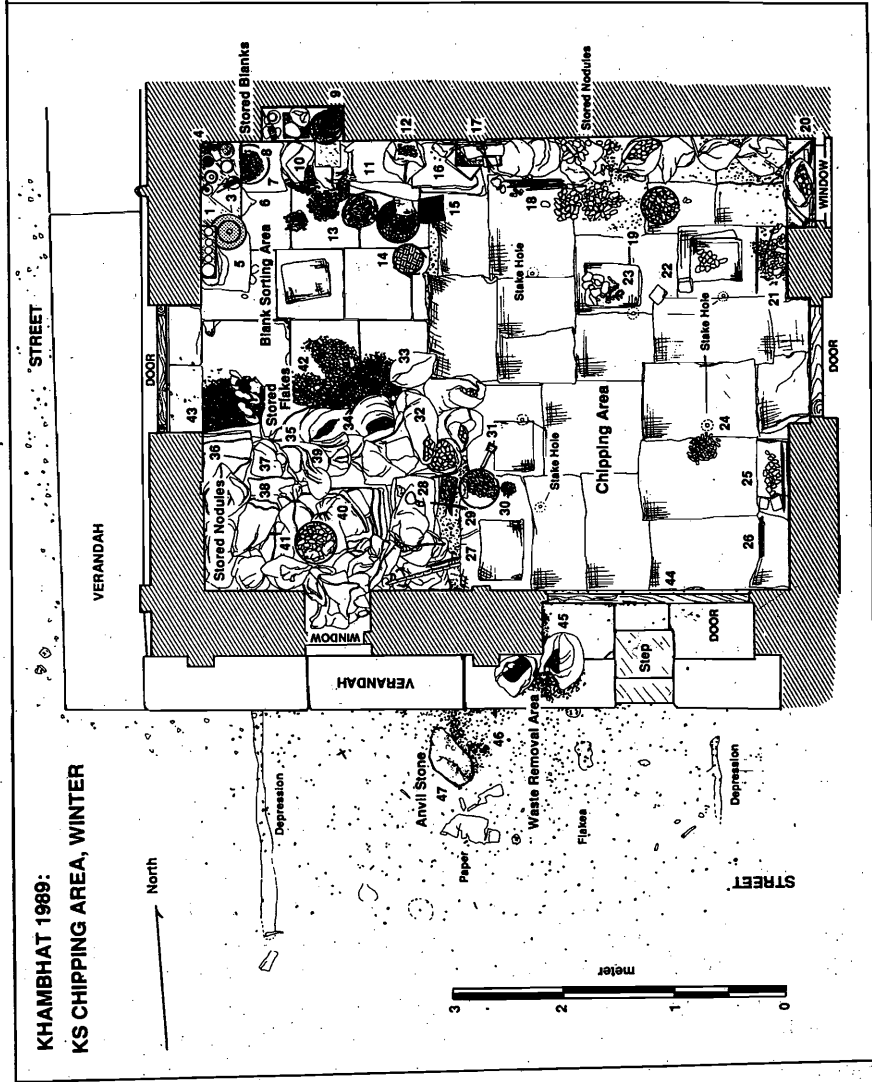 KHAMBHAT 1989:
KS CHIPPING AREA, WINTER
North
STREET
VERANDAH
DOOR
Stored Blanks
4
9
1
3
8
7
10
12
17
Stored Nodules
20
WINDOW
6
11
16
5
13
15
18
Blank Sorting Area
14
Stake Hole
19
23
22
21
Stake Hole
DOOR
43
Stored
Flakes
42
33
36
35
34
32
Stored Nodules
37
39
38
31
Stake Hole
Chipping Area
24
41
40
28
29
30
25
27
26
44
WINDOW
VERANDAH
45
Step
DOOR
Depression
Anvil Stone
46
47
Waste Removal Area
Paper
Flakes
Depression
STREET
meter
3
2
1
0